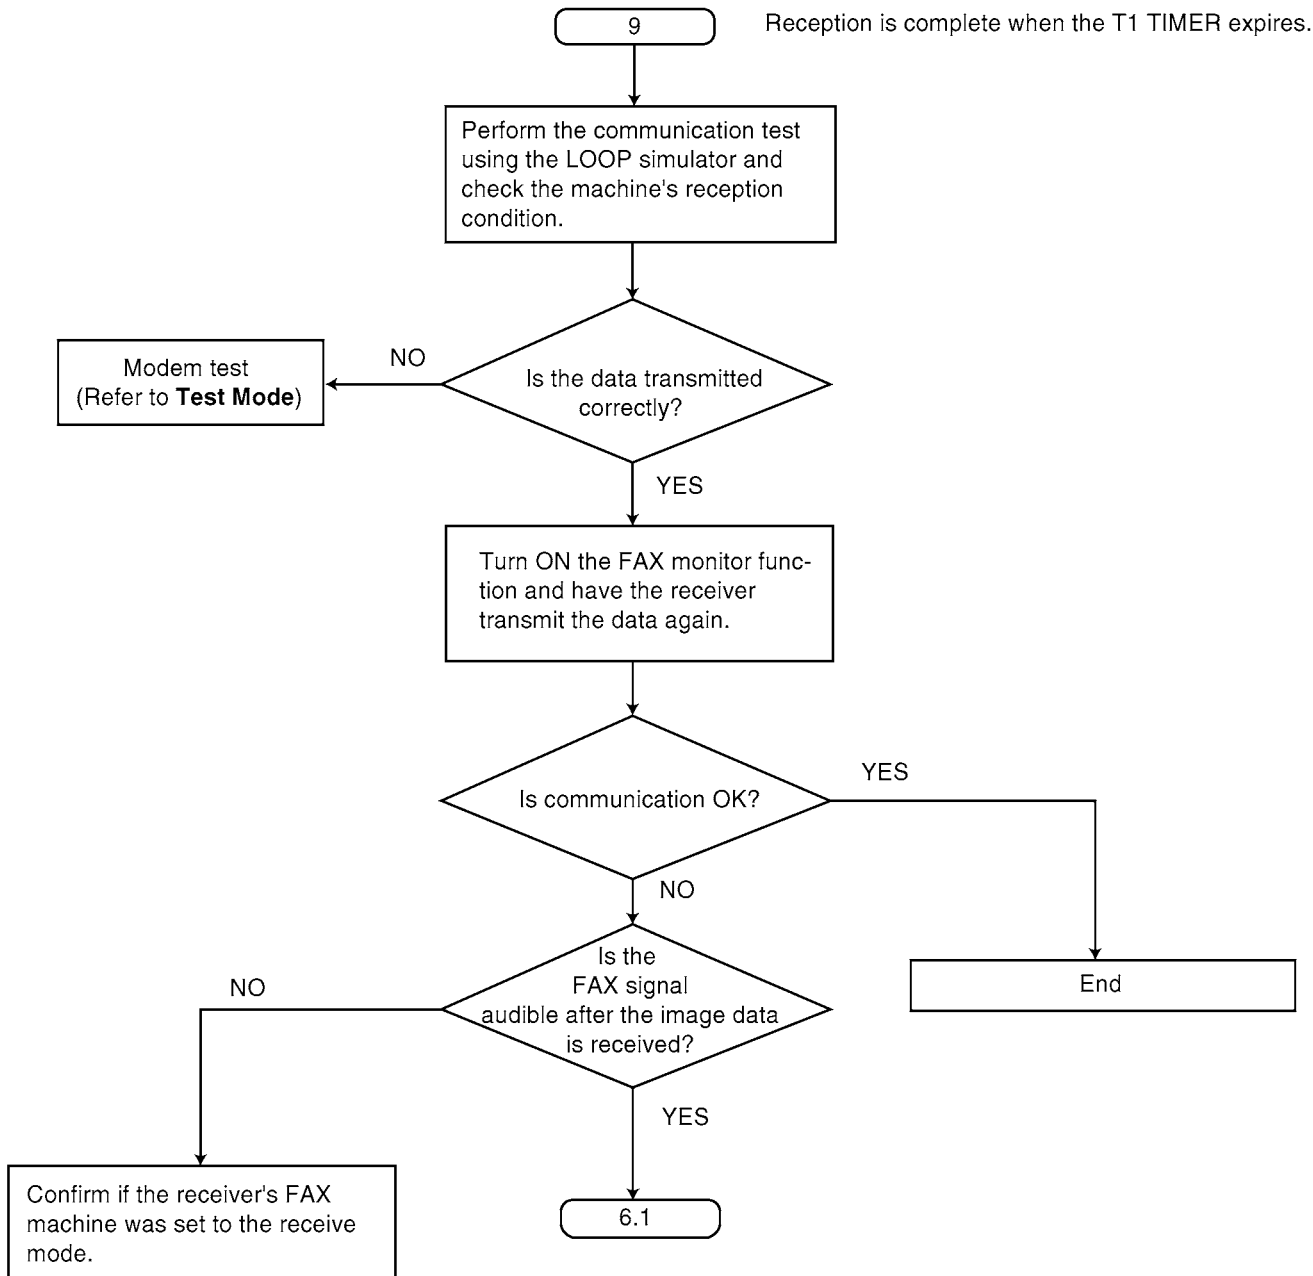 9
Reception is complete when the T1 TIMER expires.
Perform the communication test
using the LOOP simulator and
check the machine's reception
condition.
NO
Modem test
(Refer to Test Mode)
Is the data transmitted
correctly?
YES
Turn ON the FAX monitor func-
tion and have the receiver
transmit the data again.
YES
Is communication OK?
NO
End
Is the
FAX signal
audible after the image data
is received?
NO
YES
Confirm if the receiver's FAX
machine was set to the receive
mode.
6.1